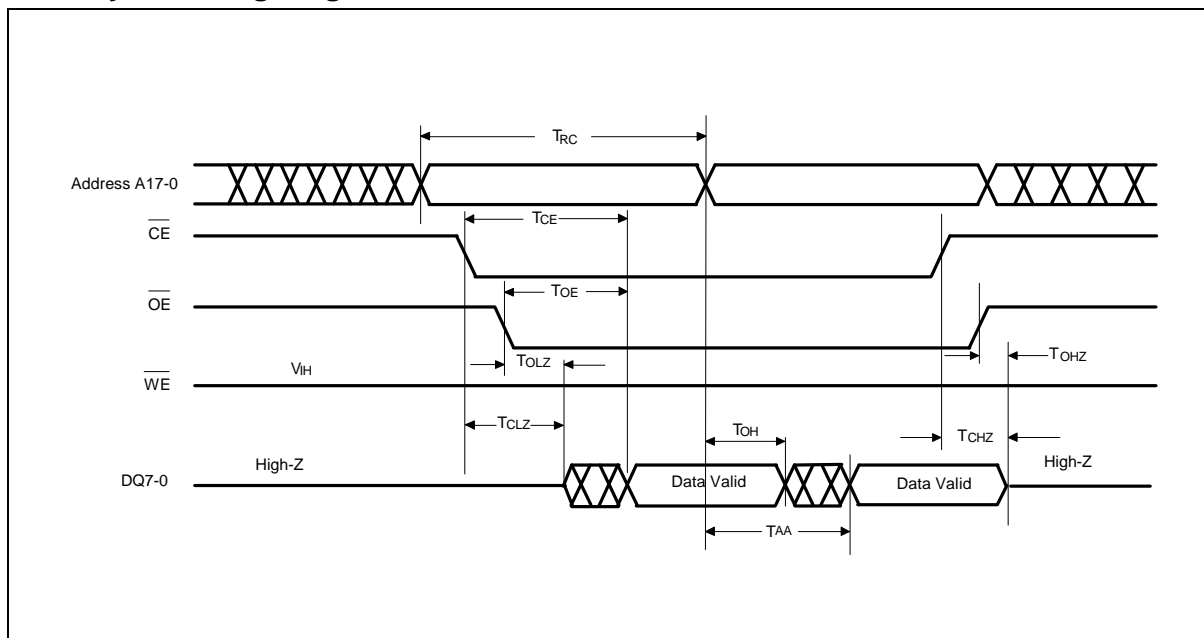 TRC
Address A17-0
TCE
CE
TOE
OE
TOLZ
TOHZ
VIH
WE
TCLZ
TOH
TCHZ
High-Z
High-Z
DQ7-0
Data Valid
Data Valid
TAA